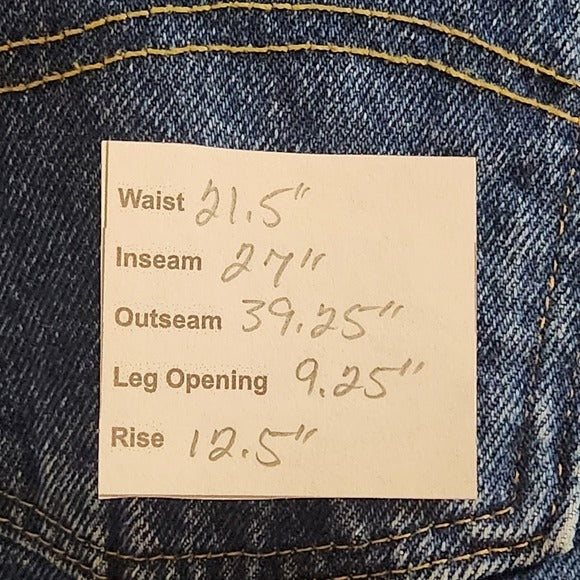 Waist 21.5"
Inseam 27"
Outseam 39.25"
Leg Opening 9.25"
Rise 12.5"